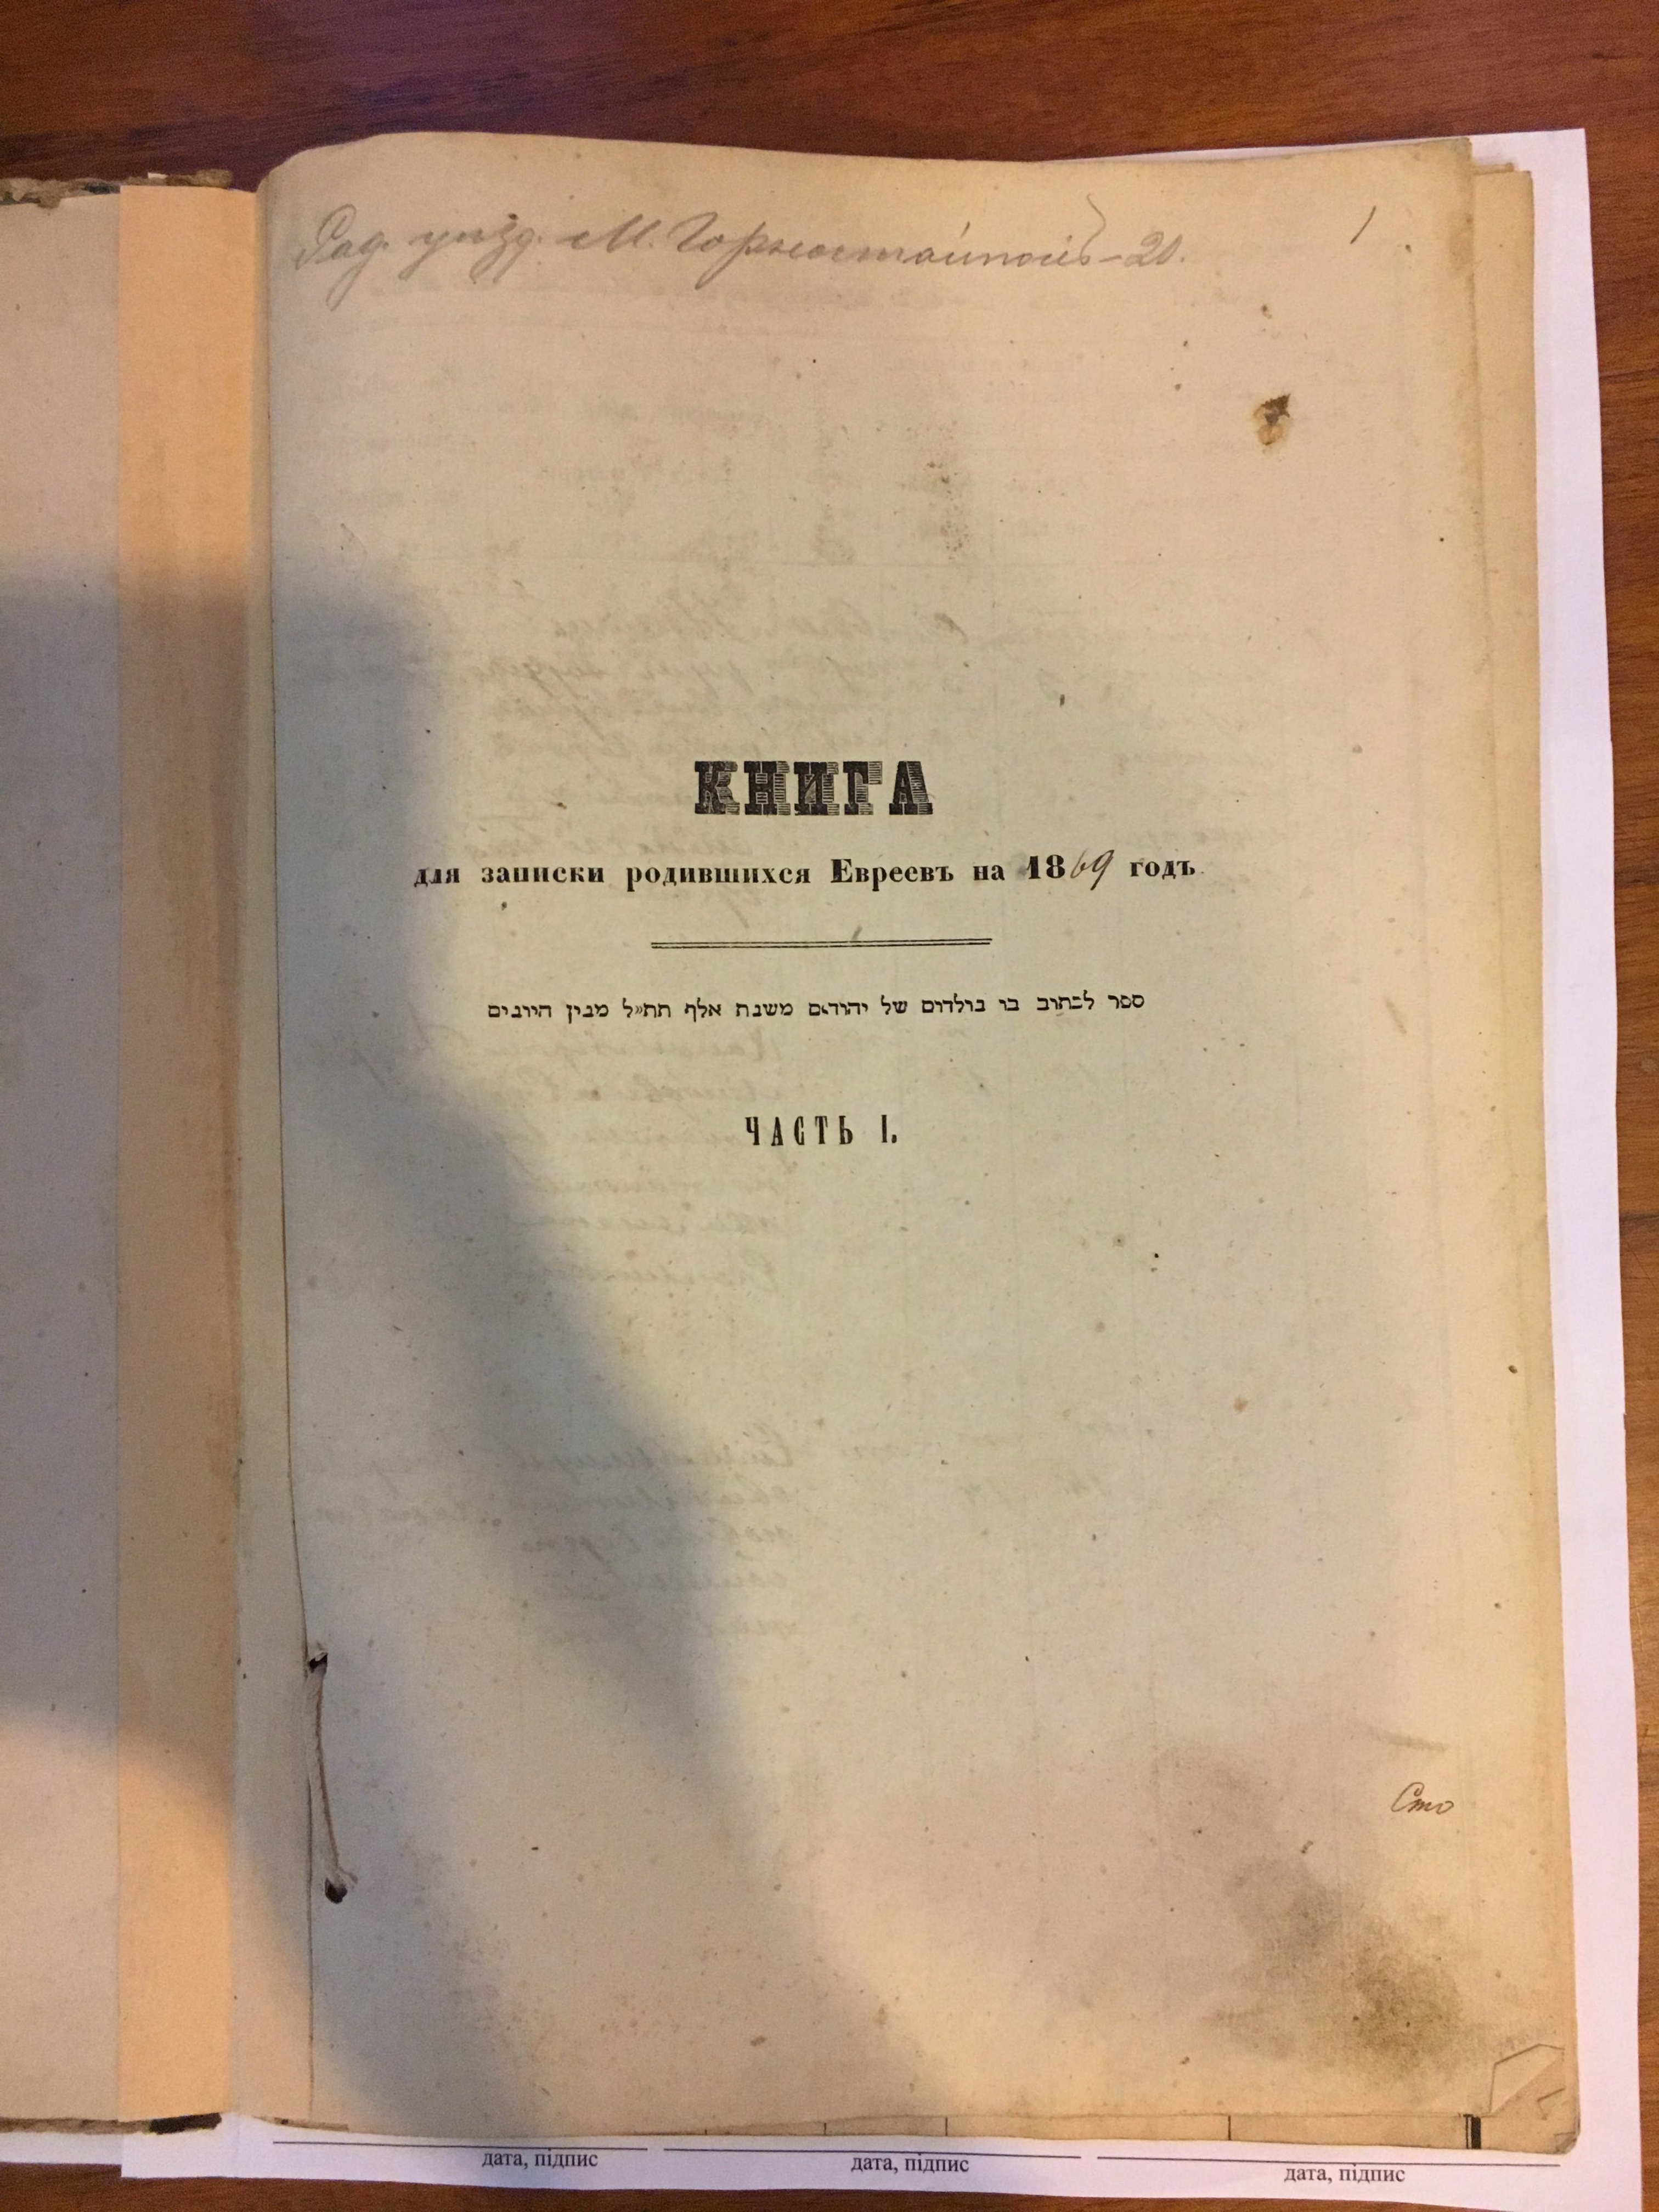 Рад. уѣзд. М. Горностайполь - 20.
1
КНИГА
для записки родившихся Евреевъ на 1869 годъ.
ספר לכתוב בו נולדים של יהודים משנת אלף תת״ל מבין היונים
ЧАСТЬ I.
Сто
дата, підпис
дата, підпис
дата, підпис